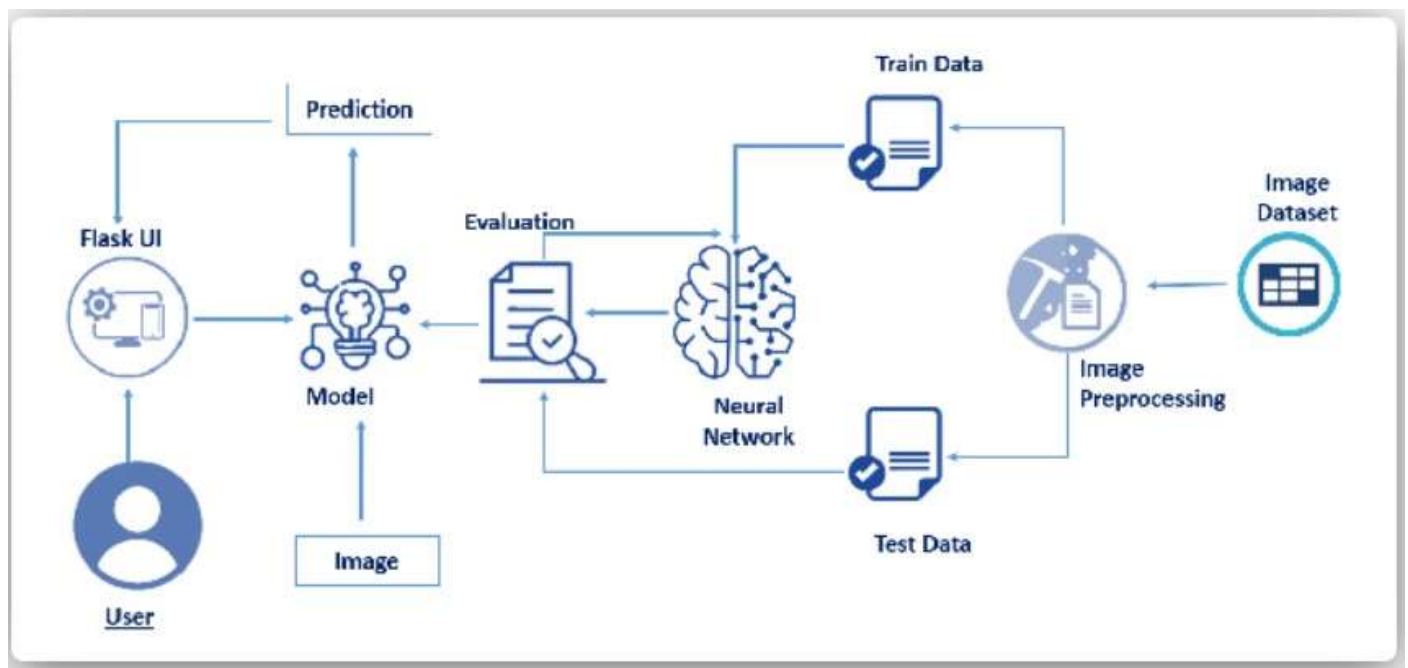 Train Data
Prediction
Image
Dataset
Evaluation
Flask UI
Image
Preprocessing
Model
Neural
Network
Test Data
Image
User